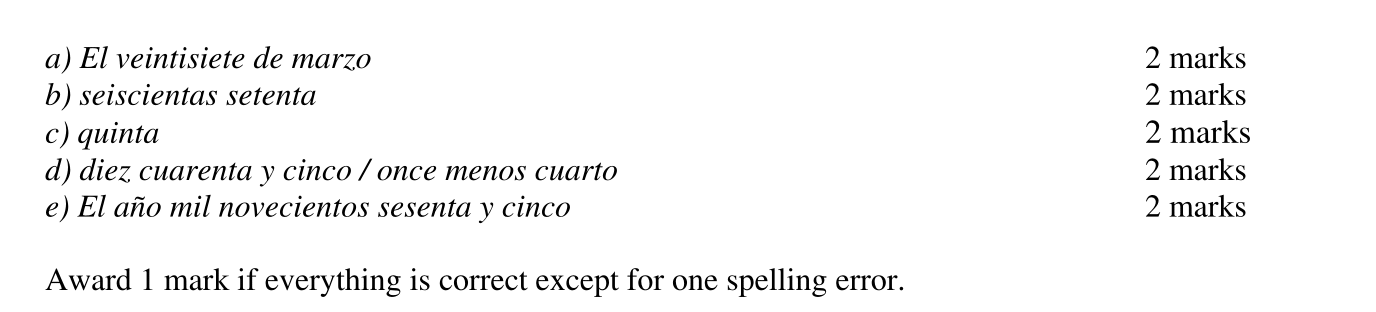 a) El veintisiete de marzo 2 marks
b) seiscientas setenta 2 marks
c) quinta 2 marks
d) diez cuarenta y cinco / once menos cuarto 2 marks
e) El año mil novecientos sesenta y cinco 2 marks
Award 1 mark if everything is correct except for one spelling error.